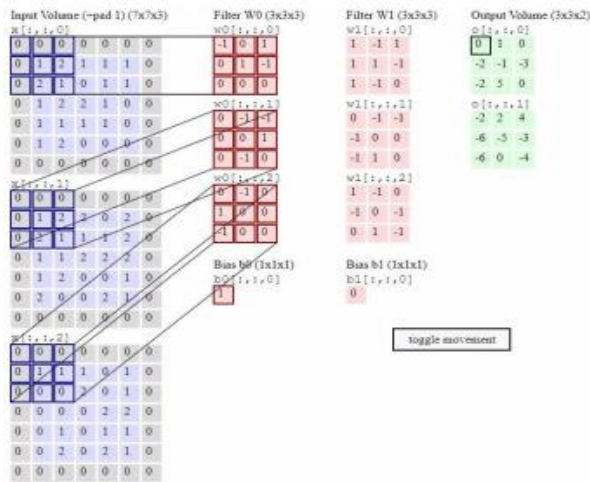 Input Volume (+pad 1) (7x7x3)
x[:,:,0]
0 0 0 0 0 0 0
0 1 2 1 1 1 0
0 2 1 0 1 1 0
0 1 2 2 1 0 0
0 1 1 1 1 0 0
0 1 2 0 0 0 0
0 0 0 0 0 0 0
x[:,:,1]
0 0 0 0 0 0 0
0 1 2 2 0 2 0
0 2 1 1 1 2 0
0 1 1 2 2 2 0
0 1 2 0 0 1 0
0 2 0 0 2 1 0
0 0 0 0 0 0 0
x[:,:,2]
0 0 0 0 0 0 0
0 1 1 1 0 1 0
0 0 0 2 0 1 0
0 0 0 0 2 2 0
0 0 1 0 1 1 0
0 0 2 0 2 1 0
0 0 0 0 0 0 0
Filter W0 (3x3x3)
w0[:,:,0]
-1 0 1
0 1 -1
0 0 0
w0[:,:,1]
0 -1 -1
0 0 1
0 -1 0
w0[:,:,2]
0 -1 0
1 0 0
-1 0 0
Bias b0 (1x1x1)
b0[:,:,0]
1
Filter W1 (3x3x3)
w1[:,:,0]
1 -1 1
1 1 -1
1 -1 0
w1[:,:,1]
0 -1 -1
-1 0 0
-1 1 0
w1[:,:,2]
1 -1 0
-1 0 -1
0 1 -1
Bias b1 (1x1x1)
b1[:,:,0]
0
Output Volume (3x3x2)
o[:,:,0]
0 1 0
-2 -1 -3
-2 5 0
o[:,:,1]
-2 2 4
-6 -5 -3
-6 0 -4
toggle movement